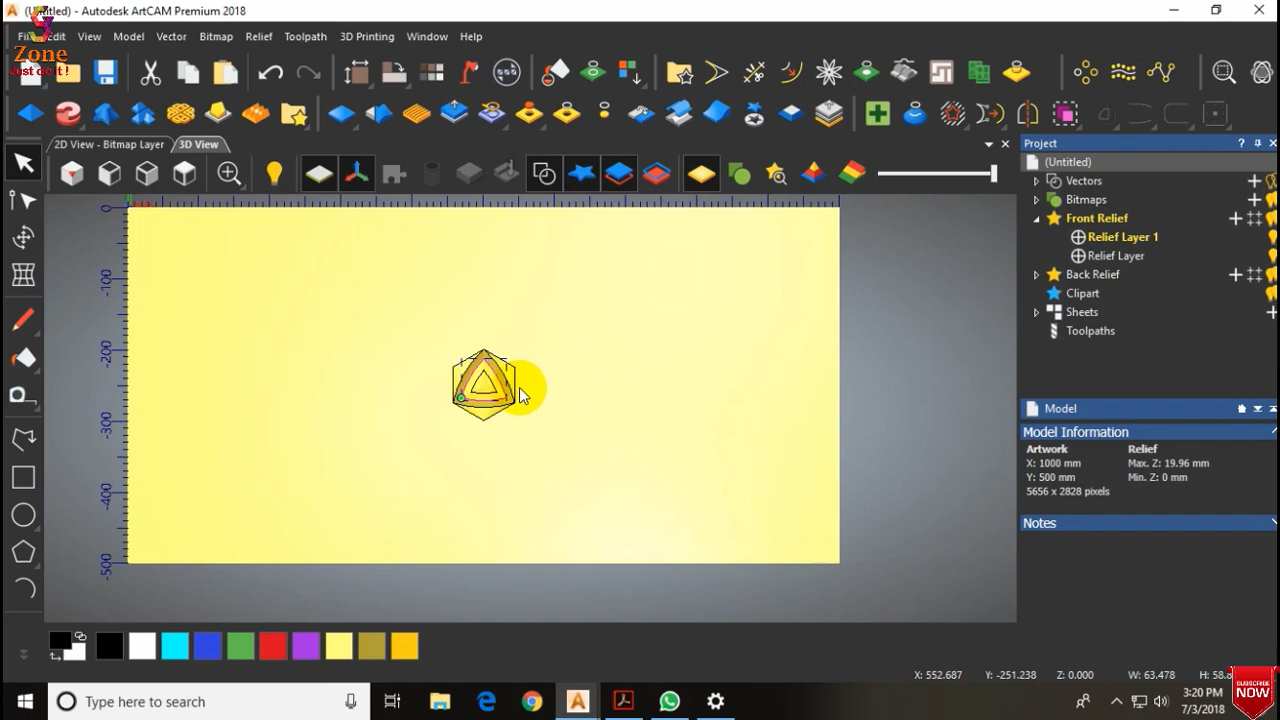 (Untitled) - Autodesk ArtCAM Premium 2018
Zone
Just do it !
Edit View Model Vector Bitmap Relief Toolpath 3D Printing Window Help
2D View - Bitmap Layer 3D View
Project
(Untitled)
Vectors
Bitmaps
Front Relief
Relief Layer 1
Relief Layer
Back Relief
Clipart
Sheets
Toolpaths
0
-100
-200
-300
-400
-500
Model
Model Information
Artwork Relief
X: 1000 mm Max. Z: 19.96 mm
Y: 500 mm Min. Z: 0 mm
5656 x 2828 pixels
Notes
X: 552.687 Y: -251.238 Z: 0.000 W: 63.478 H: 58.8
SUBSCRIBE
NOW
Type here to search
3:20 PM
7/3/2018